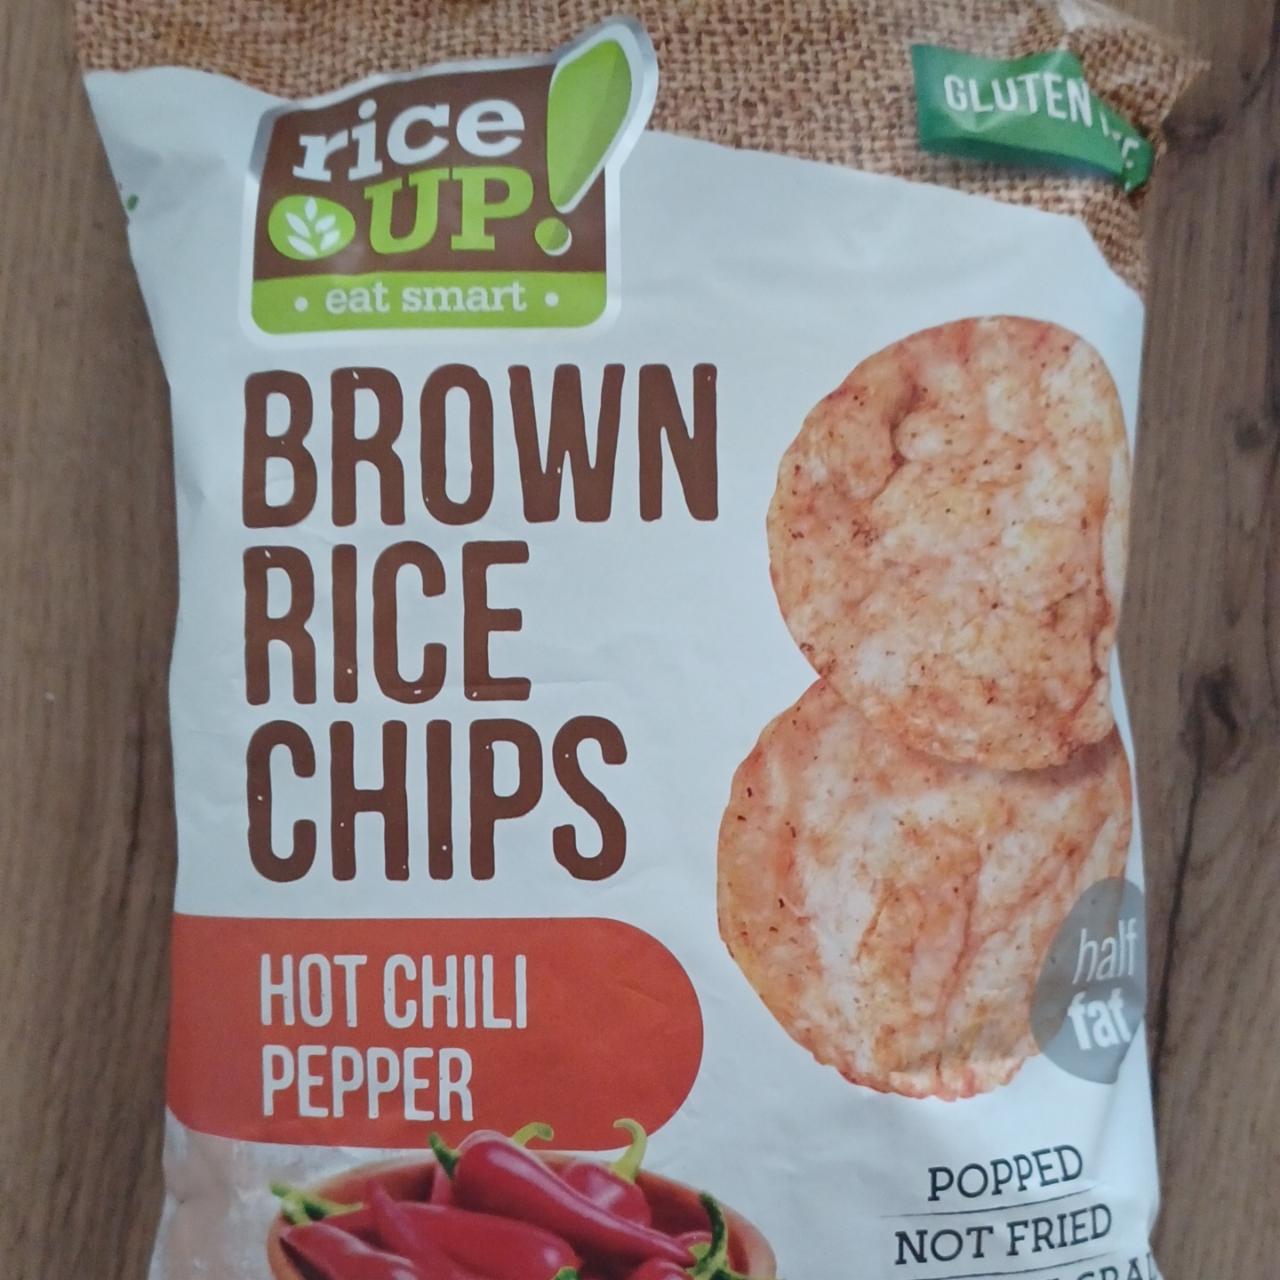 rice
UP!
• eat smart •
GLUTEN
BROWN
RICE
CHIPS
HOT CHILI
PEPPER
half
fat
POPPED
NOT FRIED